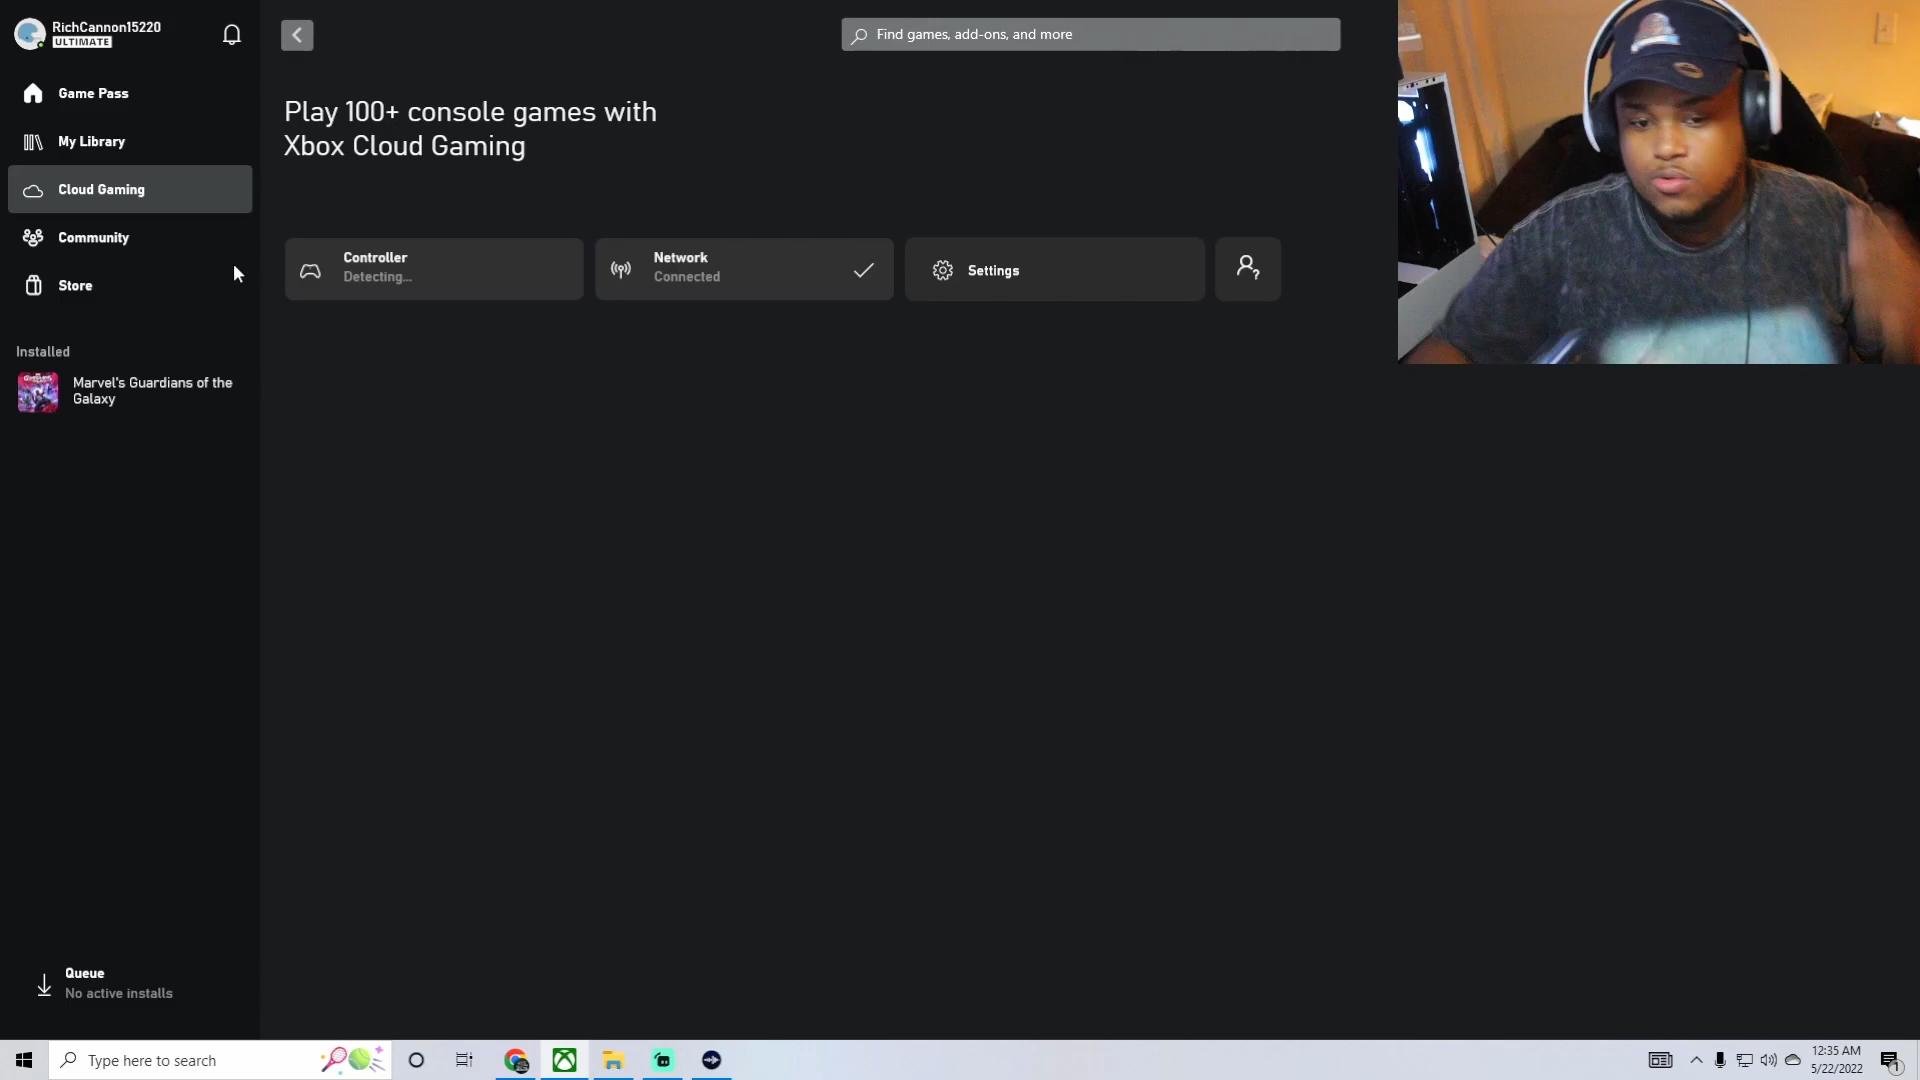 RichCannon15220
ULTIMATE
Find games, add-ons, and more
Game Pass
My Library
Cloud Gaming
Community
Store
Installed
Marvel's Guardians of the
Galaxy
Play 100+ console games with
Xbox Cloud Gaming
Controller
Detecting...
Network
Connected
Settings
Queue
No active installs
Type here to search
12:35 AM
5/22/2022
1